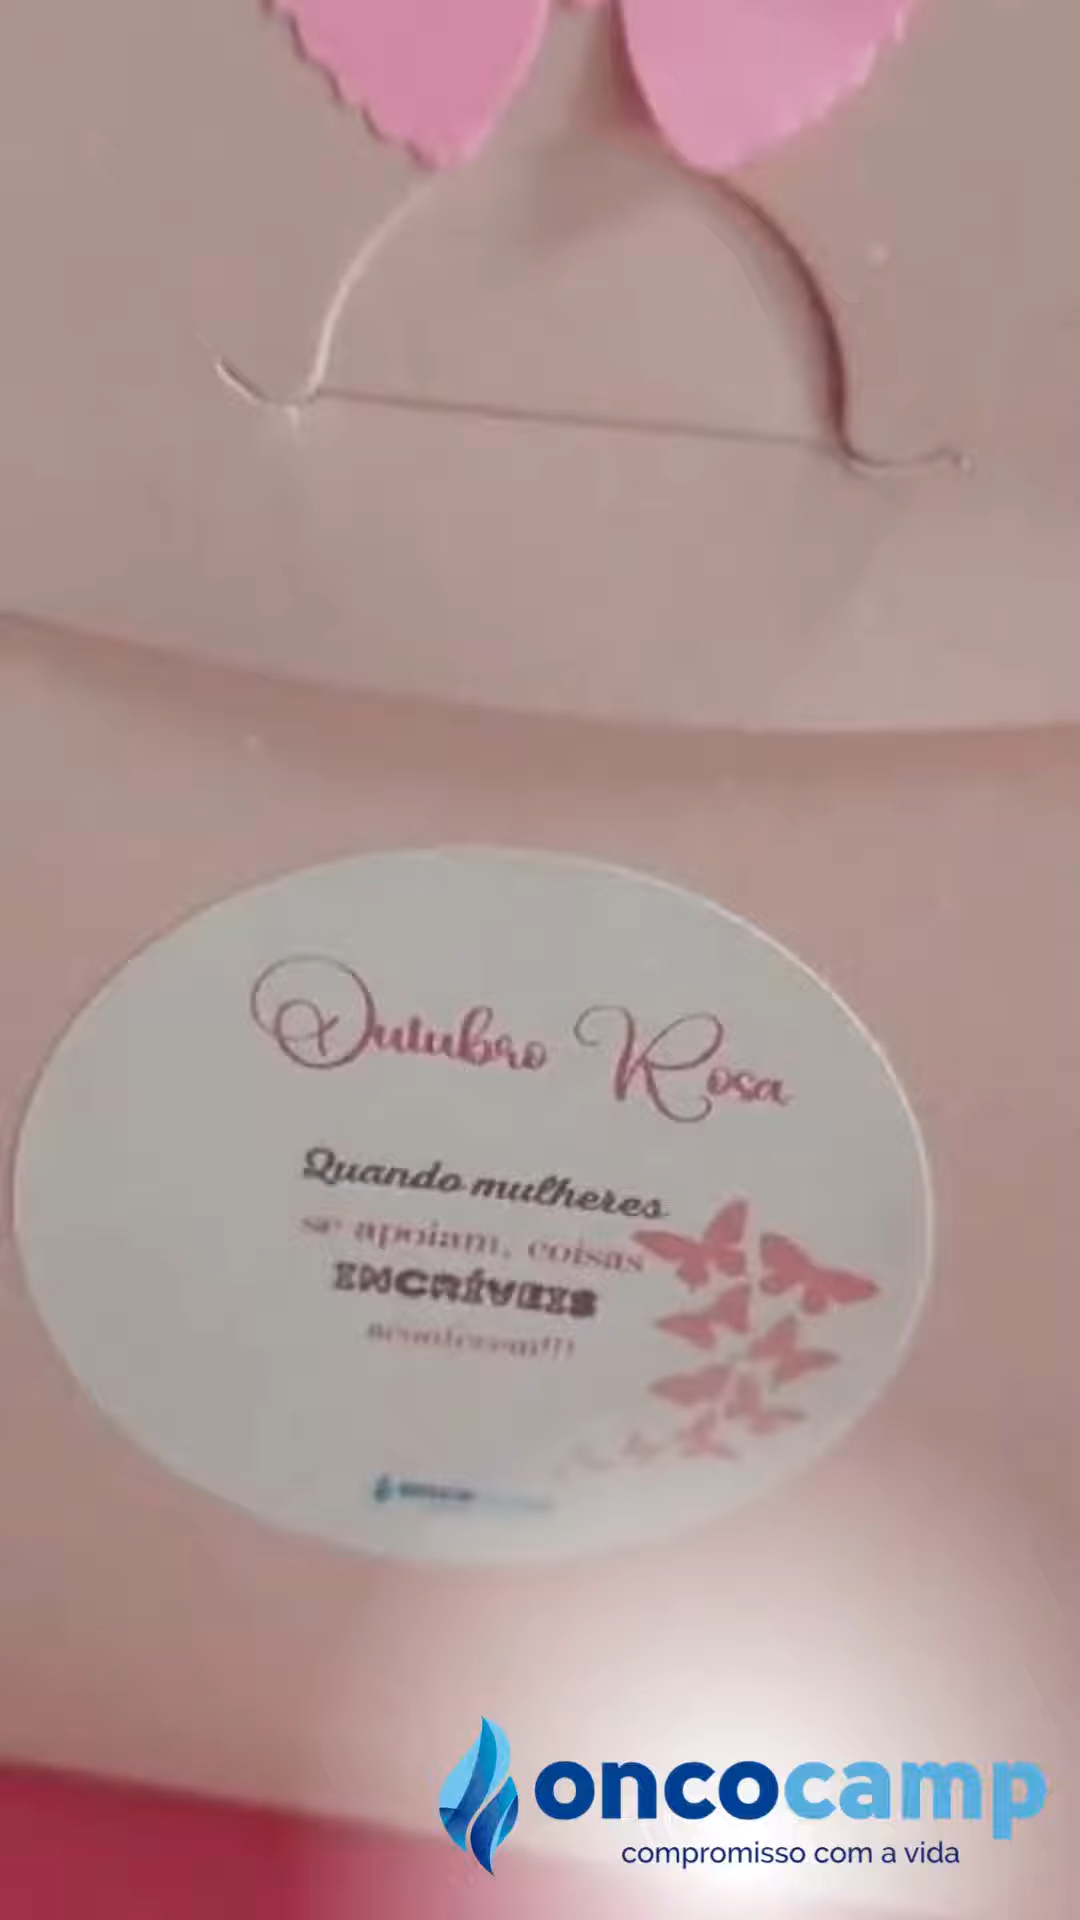 Outubro Rosa
Quando mulheres
se apoiam, coisas
INCRÍVEIS
acontecem!!!
oncocamp
compromisso com a vida